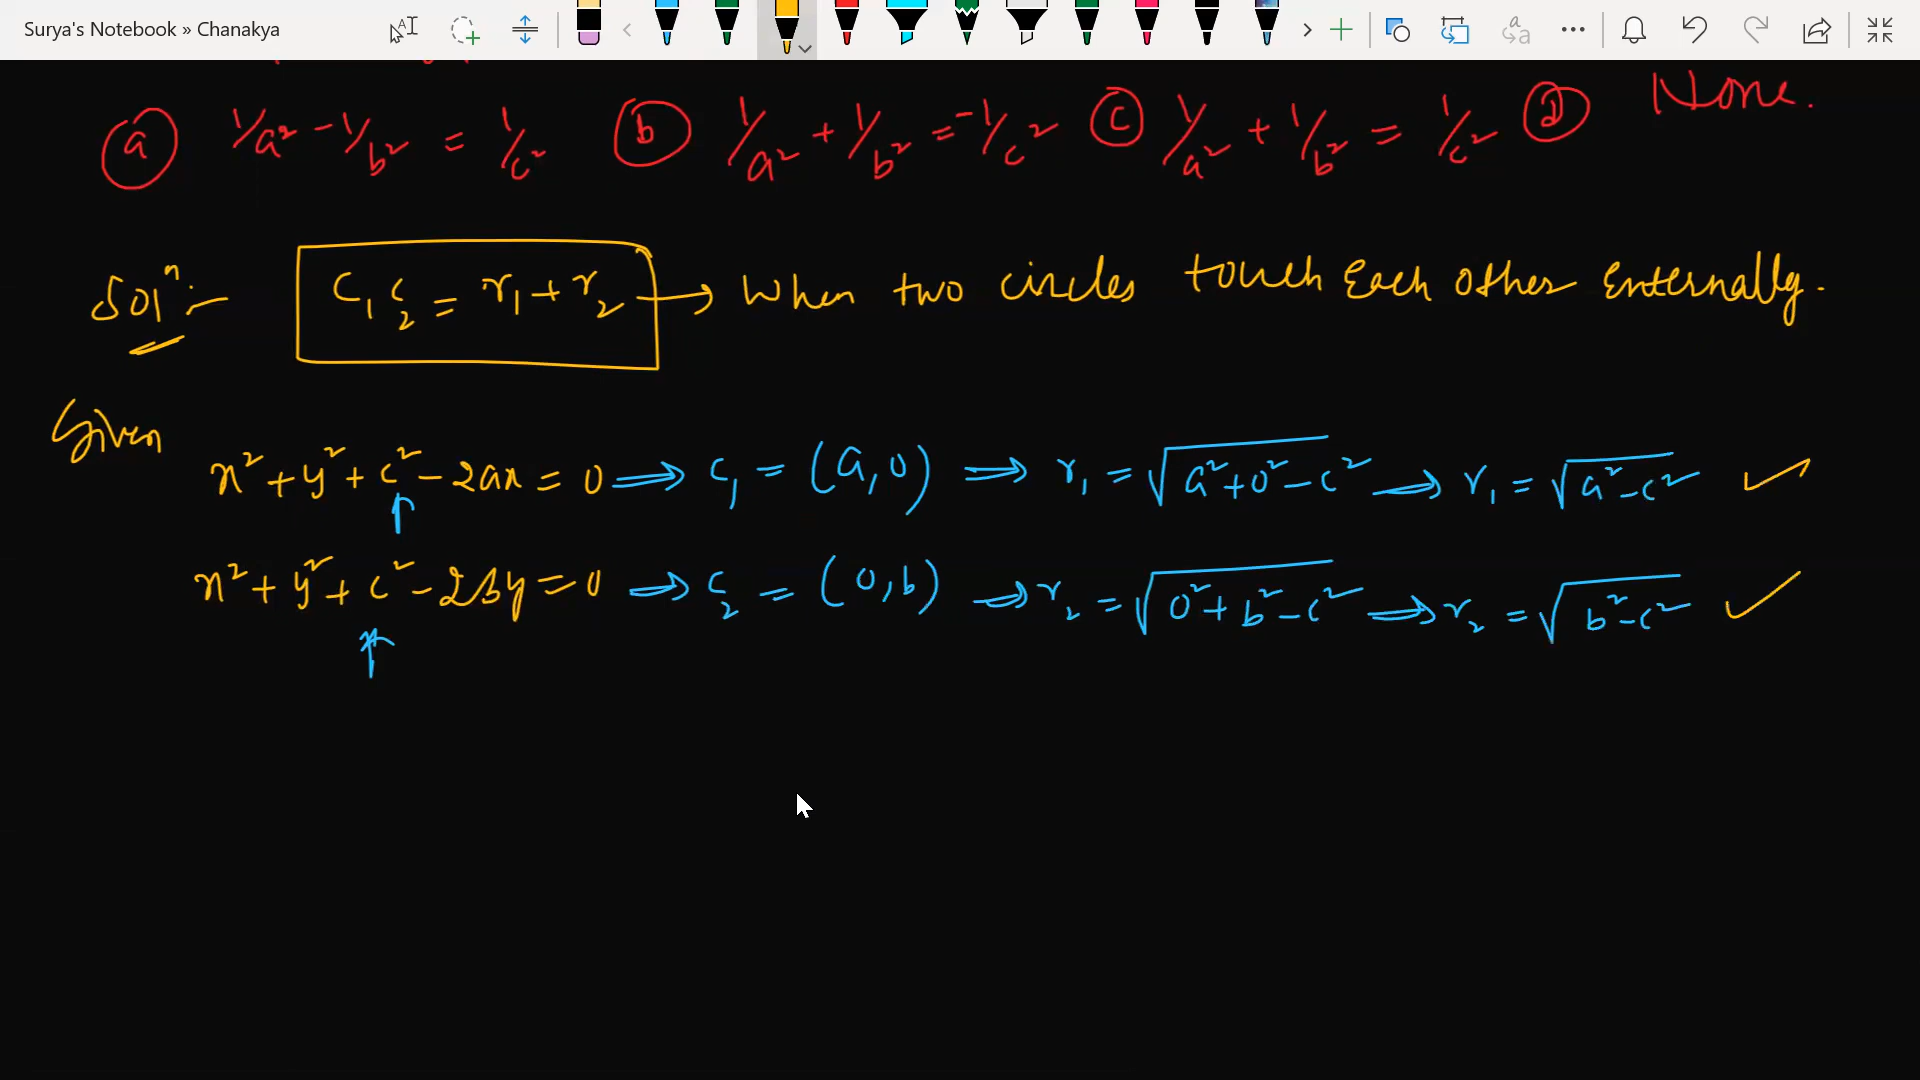 Surya's Notebook » Chanakya
(a) 1/a² - 1/b² = 1/c² (b) 1/a² + 1/b² = -1/c² (c) 1/a² + 1/b² = 1/c² (d) None.
Solⁿ:- C₁C₂ = r₁ + r₂ → When two circles touch Each other Enternally.
Given
x² + y² + c² - 2ax = 0 ⟹ C₁ = (a,0) ⟹ r₁ = √(a²+0²-c²) ⟹ r₁ = √(a²-c²) ✓
x² + y² + c² - 2by = 0 ⟹ C₂ = (0,b) ⟹ r₂ = √(0²+b²-c²) ⟹ r₂ = √(b²-c²) ✓